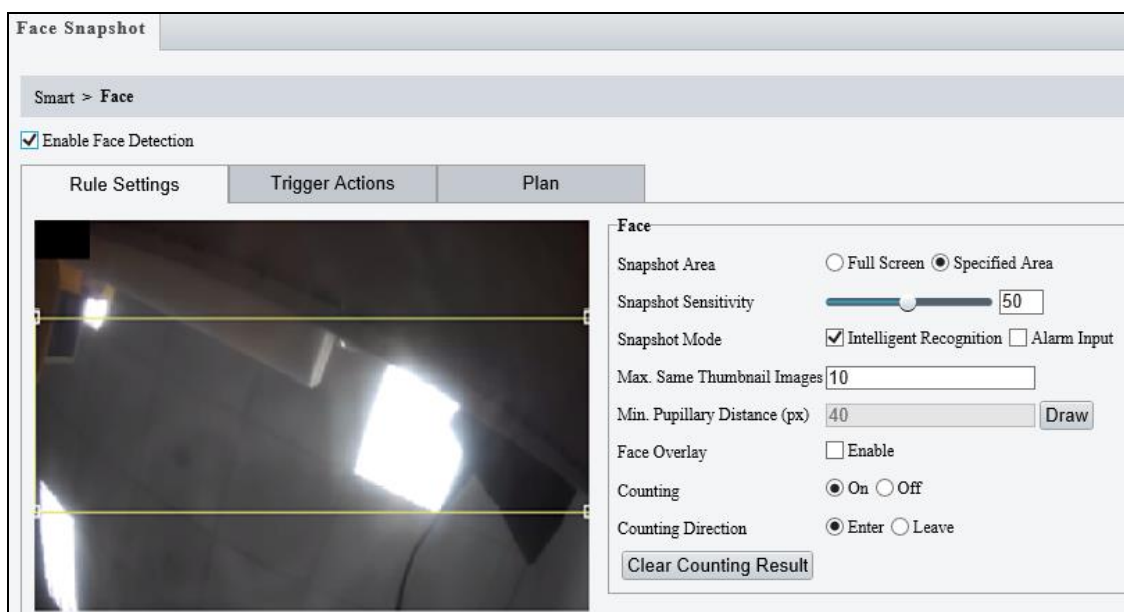 Face Snapshot
Smart > Face
Enable Face Detection
Rule Settings Trigger Actions Plan
Face
Snapshot Area Full Screen Specified Area
Snapshot Sensitivity 50
Snapshot Mode Intelligent Recognition Alarm Input
Max. Same Thumbnail Images 10
Min. Pupillary Distance (px) 40 Draw
Face Overlay Enable
Counting On Off
Counting Direction Enter Leave
Clear Counting Result